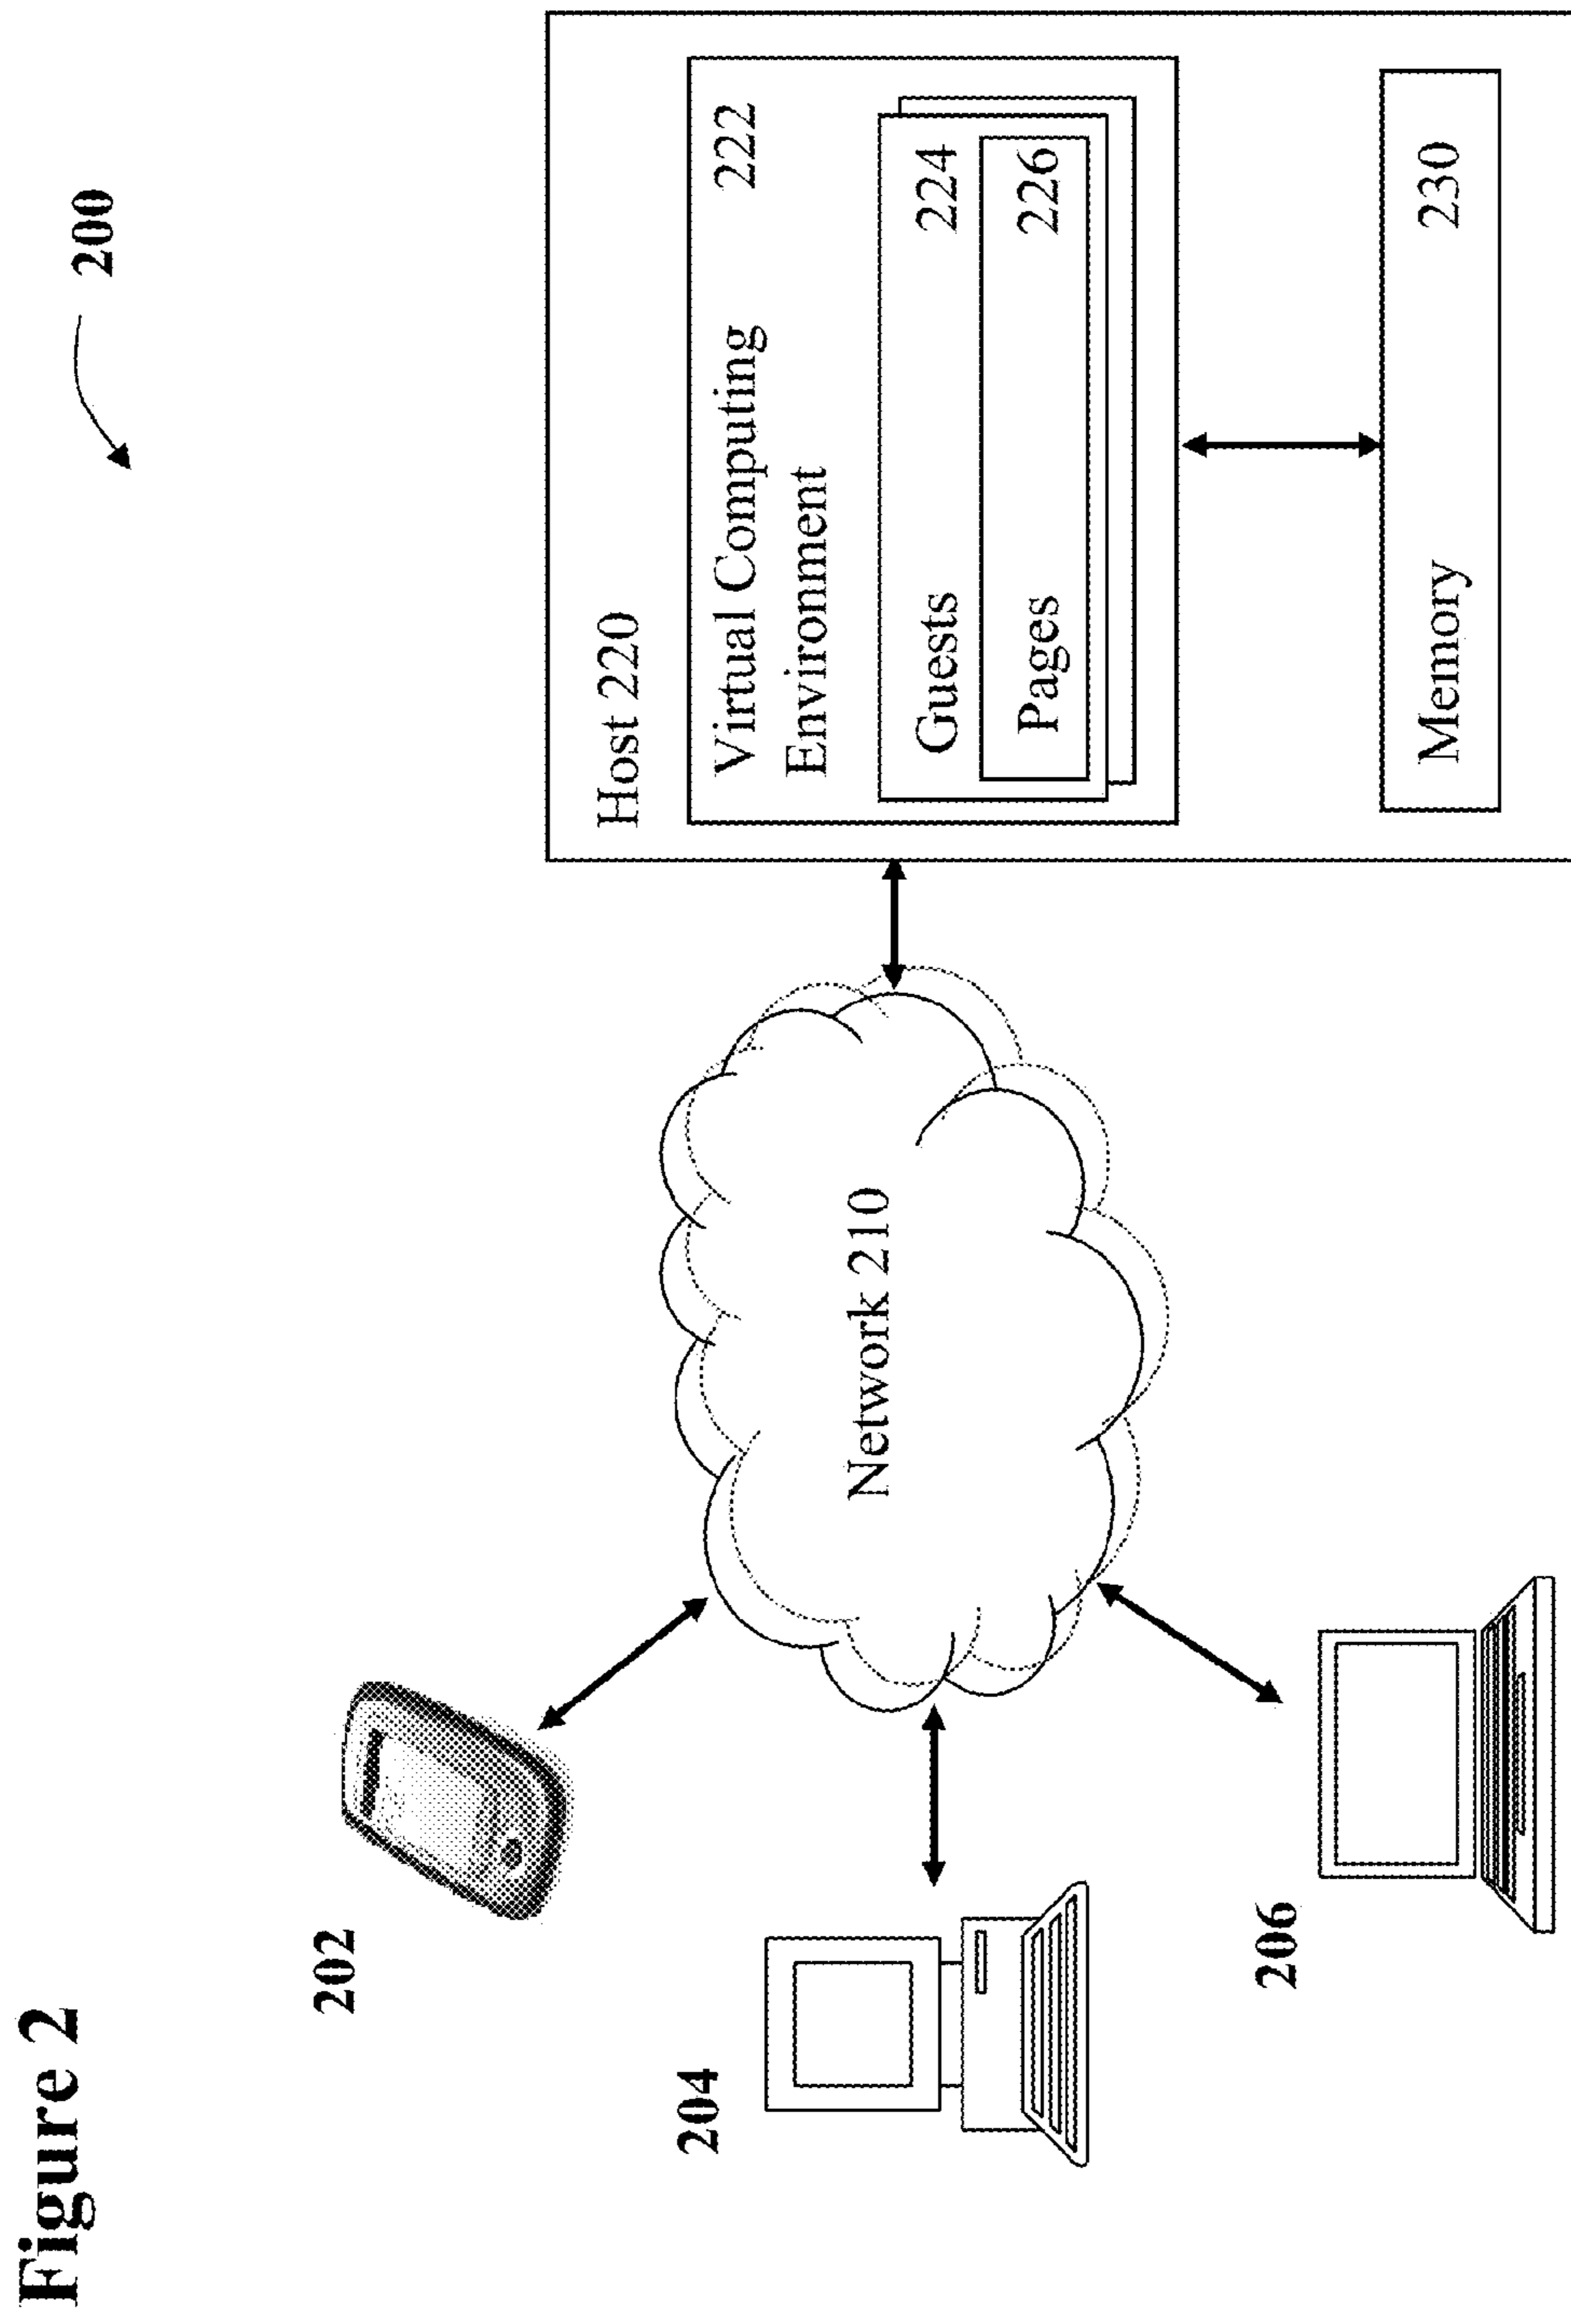 Figure 2
200
202
204
206
Network 210
Host 220
Virtual Computing 222
Environment
Guests 224
Pages 226
Memory 230